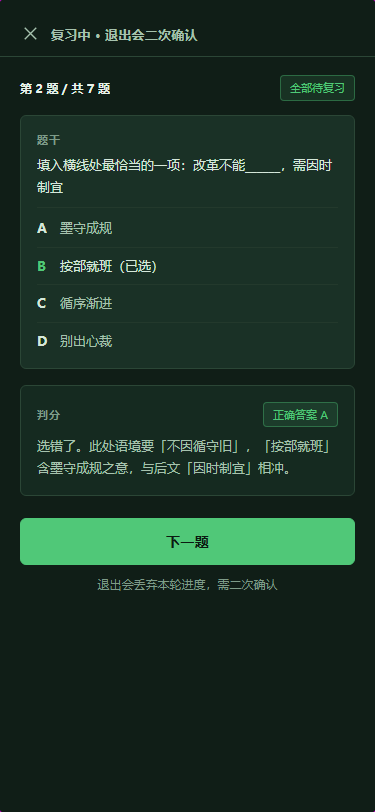 复习中 • 退出会二次确认
第 2 题 / 共 7 题
全部待复习
题干
填入横线处最恰当的一项：改革不能_____，需因时
制宜
A 墨守成规
B 按部就班（已选）
C 循序渐进
D 别出心裁
判分
正确答案 A
选错了。此处语境要「不因循守旧」，「按部就班」
含墨守成规之意，与后文「因时制宜」相冲。
下一题
退出会丢弃本轮进度，需二次确认